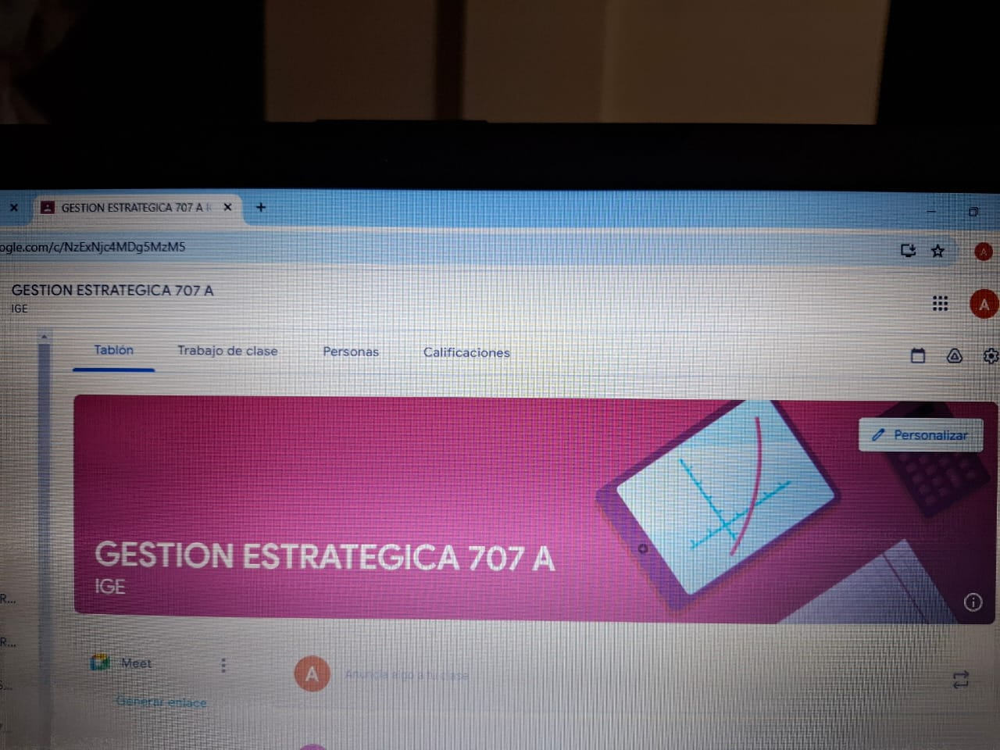 GESTION ESTRATEGICA 707 A
ogle.com/c/NzExNjc4MDg5MzM5
A
GESTION ESTRATEGICA 707 A
IGE
A
Tablón Trabajo de clase Personas Calificaciones
Personalizar
GESTION ESTRATEGICA 707 A
IGE
R...
R...
Meet
A
Anuncia algo a tu clase
S...
Generar enlace